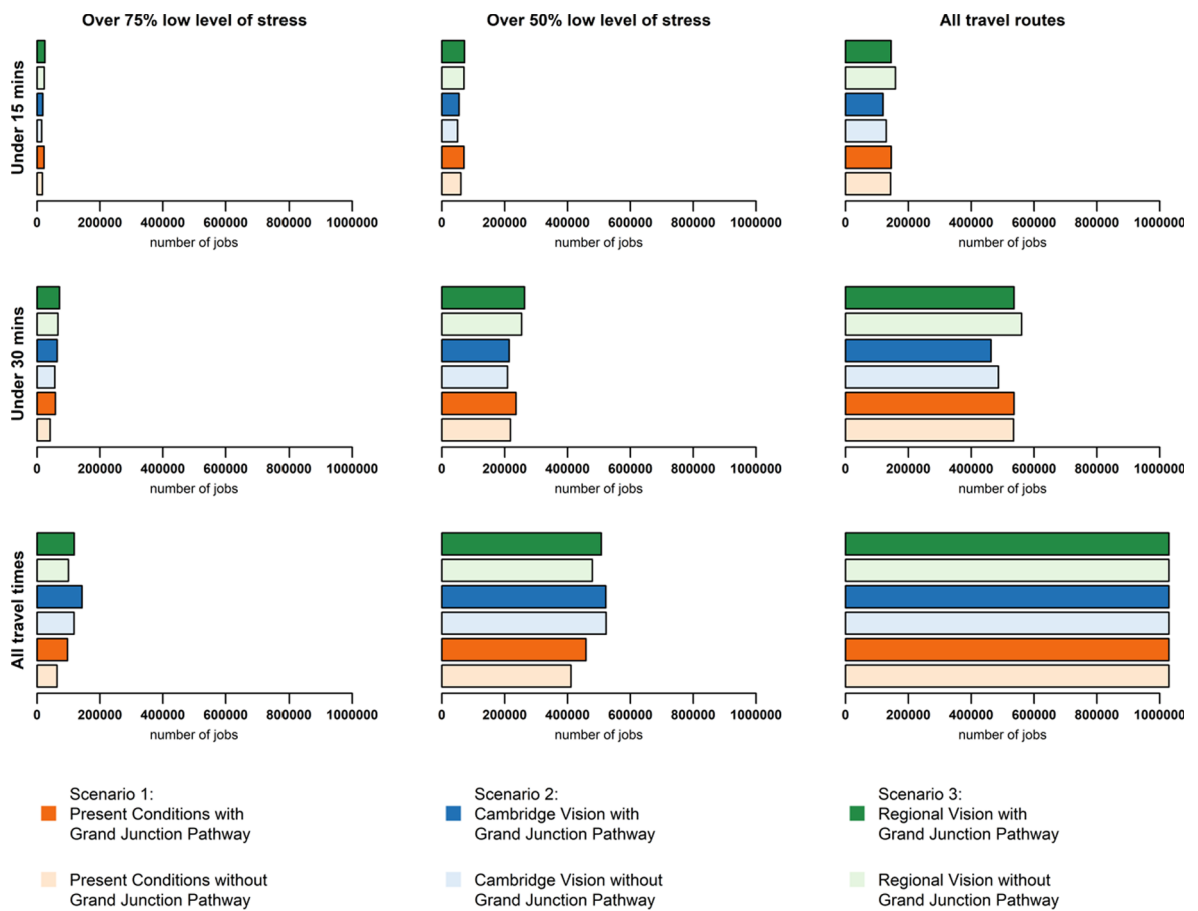 Over 75% low level of stress
Over 50% low level of stress
All travel routes
Under 15 mins
0 200000 400000 600000 800000 1000000
number of jobs
0 200000 400000 600000 800000 1000000
number of jobs
0 200000 400000 600000 800000 1000000
number of jobs
Under 30 mins
0 200000 400000 600000 800000 1000000
number of jobs
0 200000 400000 600000 800000 1000000
number of jobs
0 200000 400000 600000 800000 1000000
number of jobs
All travel times
0 200000 400000 600000 800000 1000000
number of jobs
0 200000 400000 600000 800000 1000000
number of jobs
0 200000 400000 600000 800000 1000000
number of jobs
Scenario 1:
Present Conditions with
Grand Junction Pathway
Present Conditions without
Grand Junction Pathway
Scenario 2:
Cambridge Vision with
Grand Junction Pathway
Cambridge Vision without
Grand Junction Pathway
Scenario 3:
Regional Vision with
Grand Junction Pathway
Regional Vision without
Grand Junction Pathway